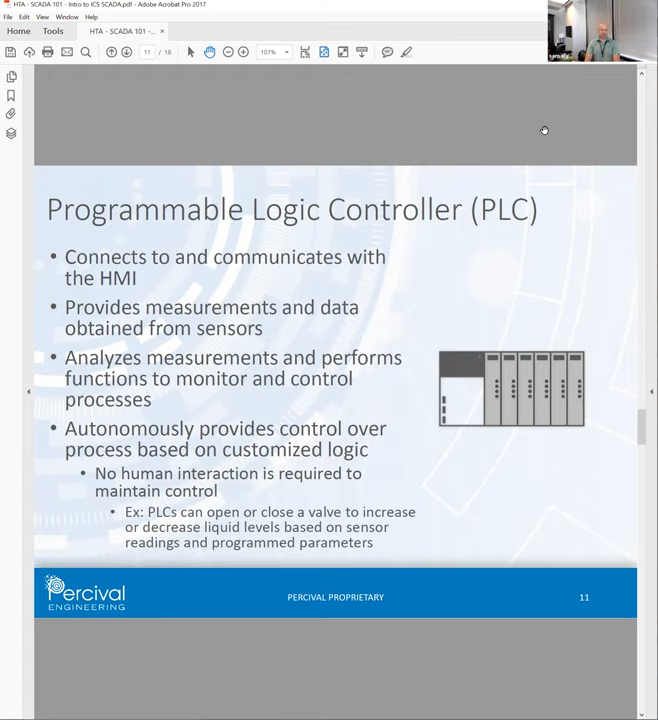 HTA - SCADA 101 - Intro to ICS SCADA.pdf - Adobe Acrobat Pro 2017
File Edit View Window Help
Home Tools HTA - SCADA 101 -... ×
11 / 18 107%
Programmable Logic Controller (PLC)
• Connects to and communicates with
the HMI
• Provides measurements and data
obtained from sensors
• Analyzes measurements and performs
functions to monitor and control
processes
• Autonomously provides control over
process based on customized logic
• No human interaction is required to
maintain control
• Ex: PLCs can open or close a valve to increase
or decrease liquid levels based on sensor
readings and programmed parameters
Percival
ENGINEERING
PERCIVAL PROPRIETARY
11